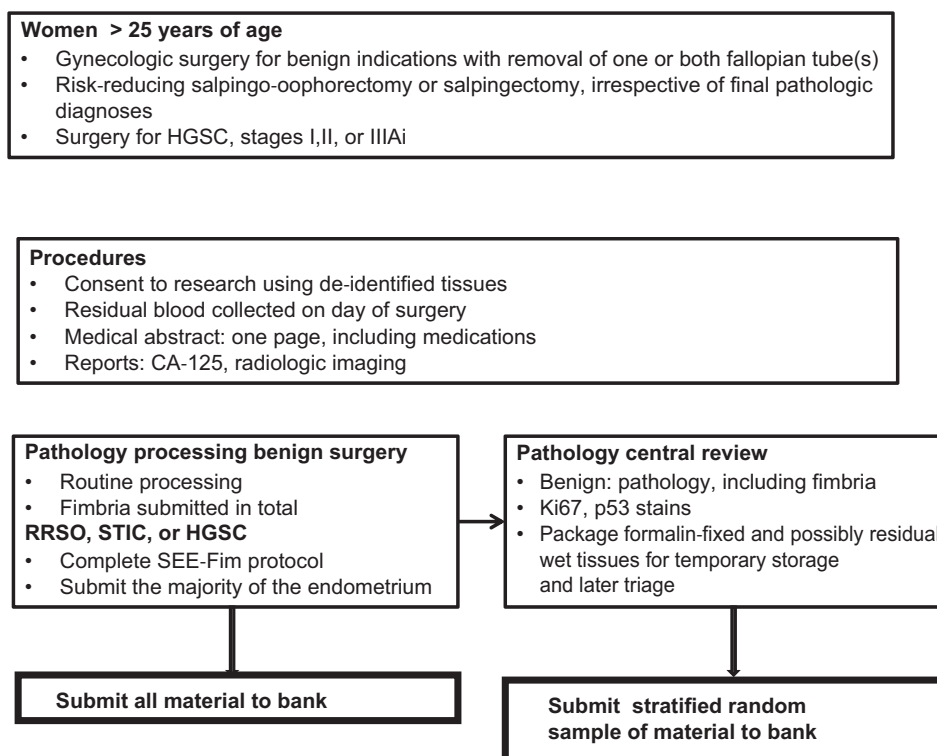 Women > 25 years of age
• Gynecologic surgery for benign indications with removal of one or both fallopian tube(s)
• Risk-reducing salpingo-oophorectomy or salpingectomy, irrespective of final pathologic
diagnoses
• Surgery for HGSC, stages I,II, or IIIAi
Procedures
• Consent to research using de-identified tissues
• Residual blood collected on day of surgery
• Medical abstract: one page, including medications
• Reports: CA-125, radiologic imaging
Pathology processing benign surgery
• Routine processing
• Fimbria submitted in total
RRSO, STIC, or HGSC
• Complete SEE-Fim protocol
• Submit the majority of the endometrium
Pathology central review
• Benign: pathology, including fimbria
• Ki67, p53 stains
• Package formalin-fixed and possibly residual
wet tissues for temporary storage
and later triage
Submit all material to bank
Submit stratified random
sample of material to bank